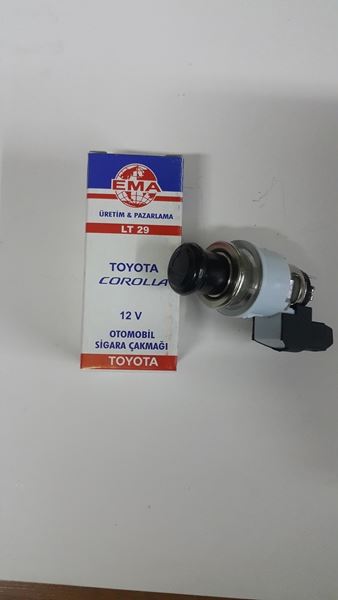 EMA
ÜRETİM & PAZARLAMA
LT 29
TOYOTA
COROLLA
12 V
OTOMOBİL
SİGARA ÇAKMAĞI
TOYOTA